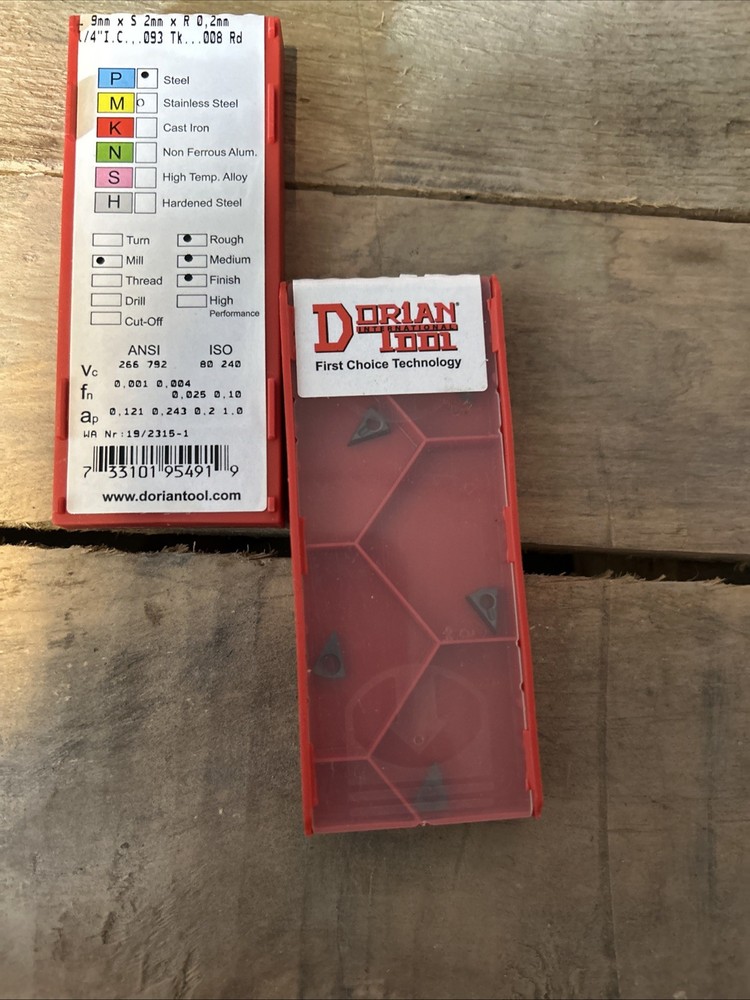 L 9mm x S 2mm x R 0,2mm
1/4"I.C...093 Tk...008 Rd
P Steel
M Stainless Steel
K Cast Iron
N Non Ferrous Alum.
S High Temp. Alloy
H Hardened Steel
Turn Rough
Mill Medium
Thread Finish
Drill High
Performance
Cut-Off
ANSI ISO
Vc 266 792 80 240
fn 0,001 0,004
0,025 0,10
ap 0,121 0,243 0.2 1.0
WA Nr:19/2315-1
7 33101 95491 9
www.doriantool.com
DORIAN®
INTERNATIONAL
TOOL
First Choice Technology